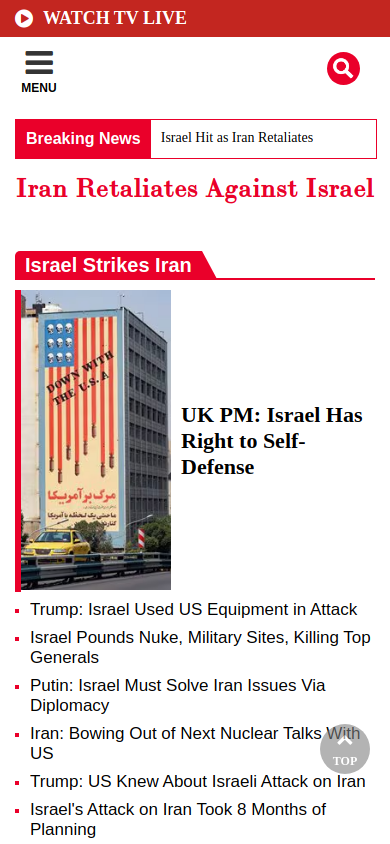 WATCH TV LIVE
MENU
Breaking News
Israel Hit as Iran Retaliates
Iran Retaliates Against Israel
Israel Strikes Iran
DOWN WITH
THE U.S.A
مرگ بر آمریکا
UK PM: Israel Has
Right to Self-
Defense
Trump: Israel Used US Equipment in Attack
Israel Pounds Nuke, Military Sites, Killing Top
Generals
Putin: Israel Must Solve Iran Issues Via
Diplomacy
Iran: Bowing Out of Next Nuclear Talks With
US
TOP
Trump: US Knew About Israeli Attack on Iran
Israel's Attack on Iran Took 8 Months of
Planning